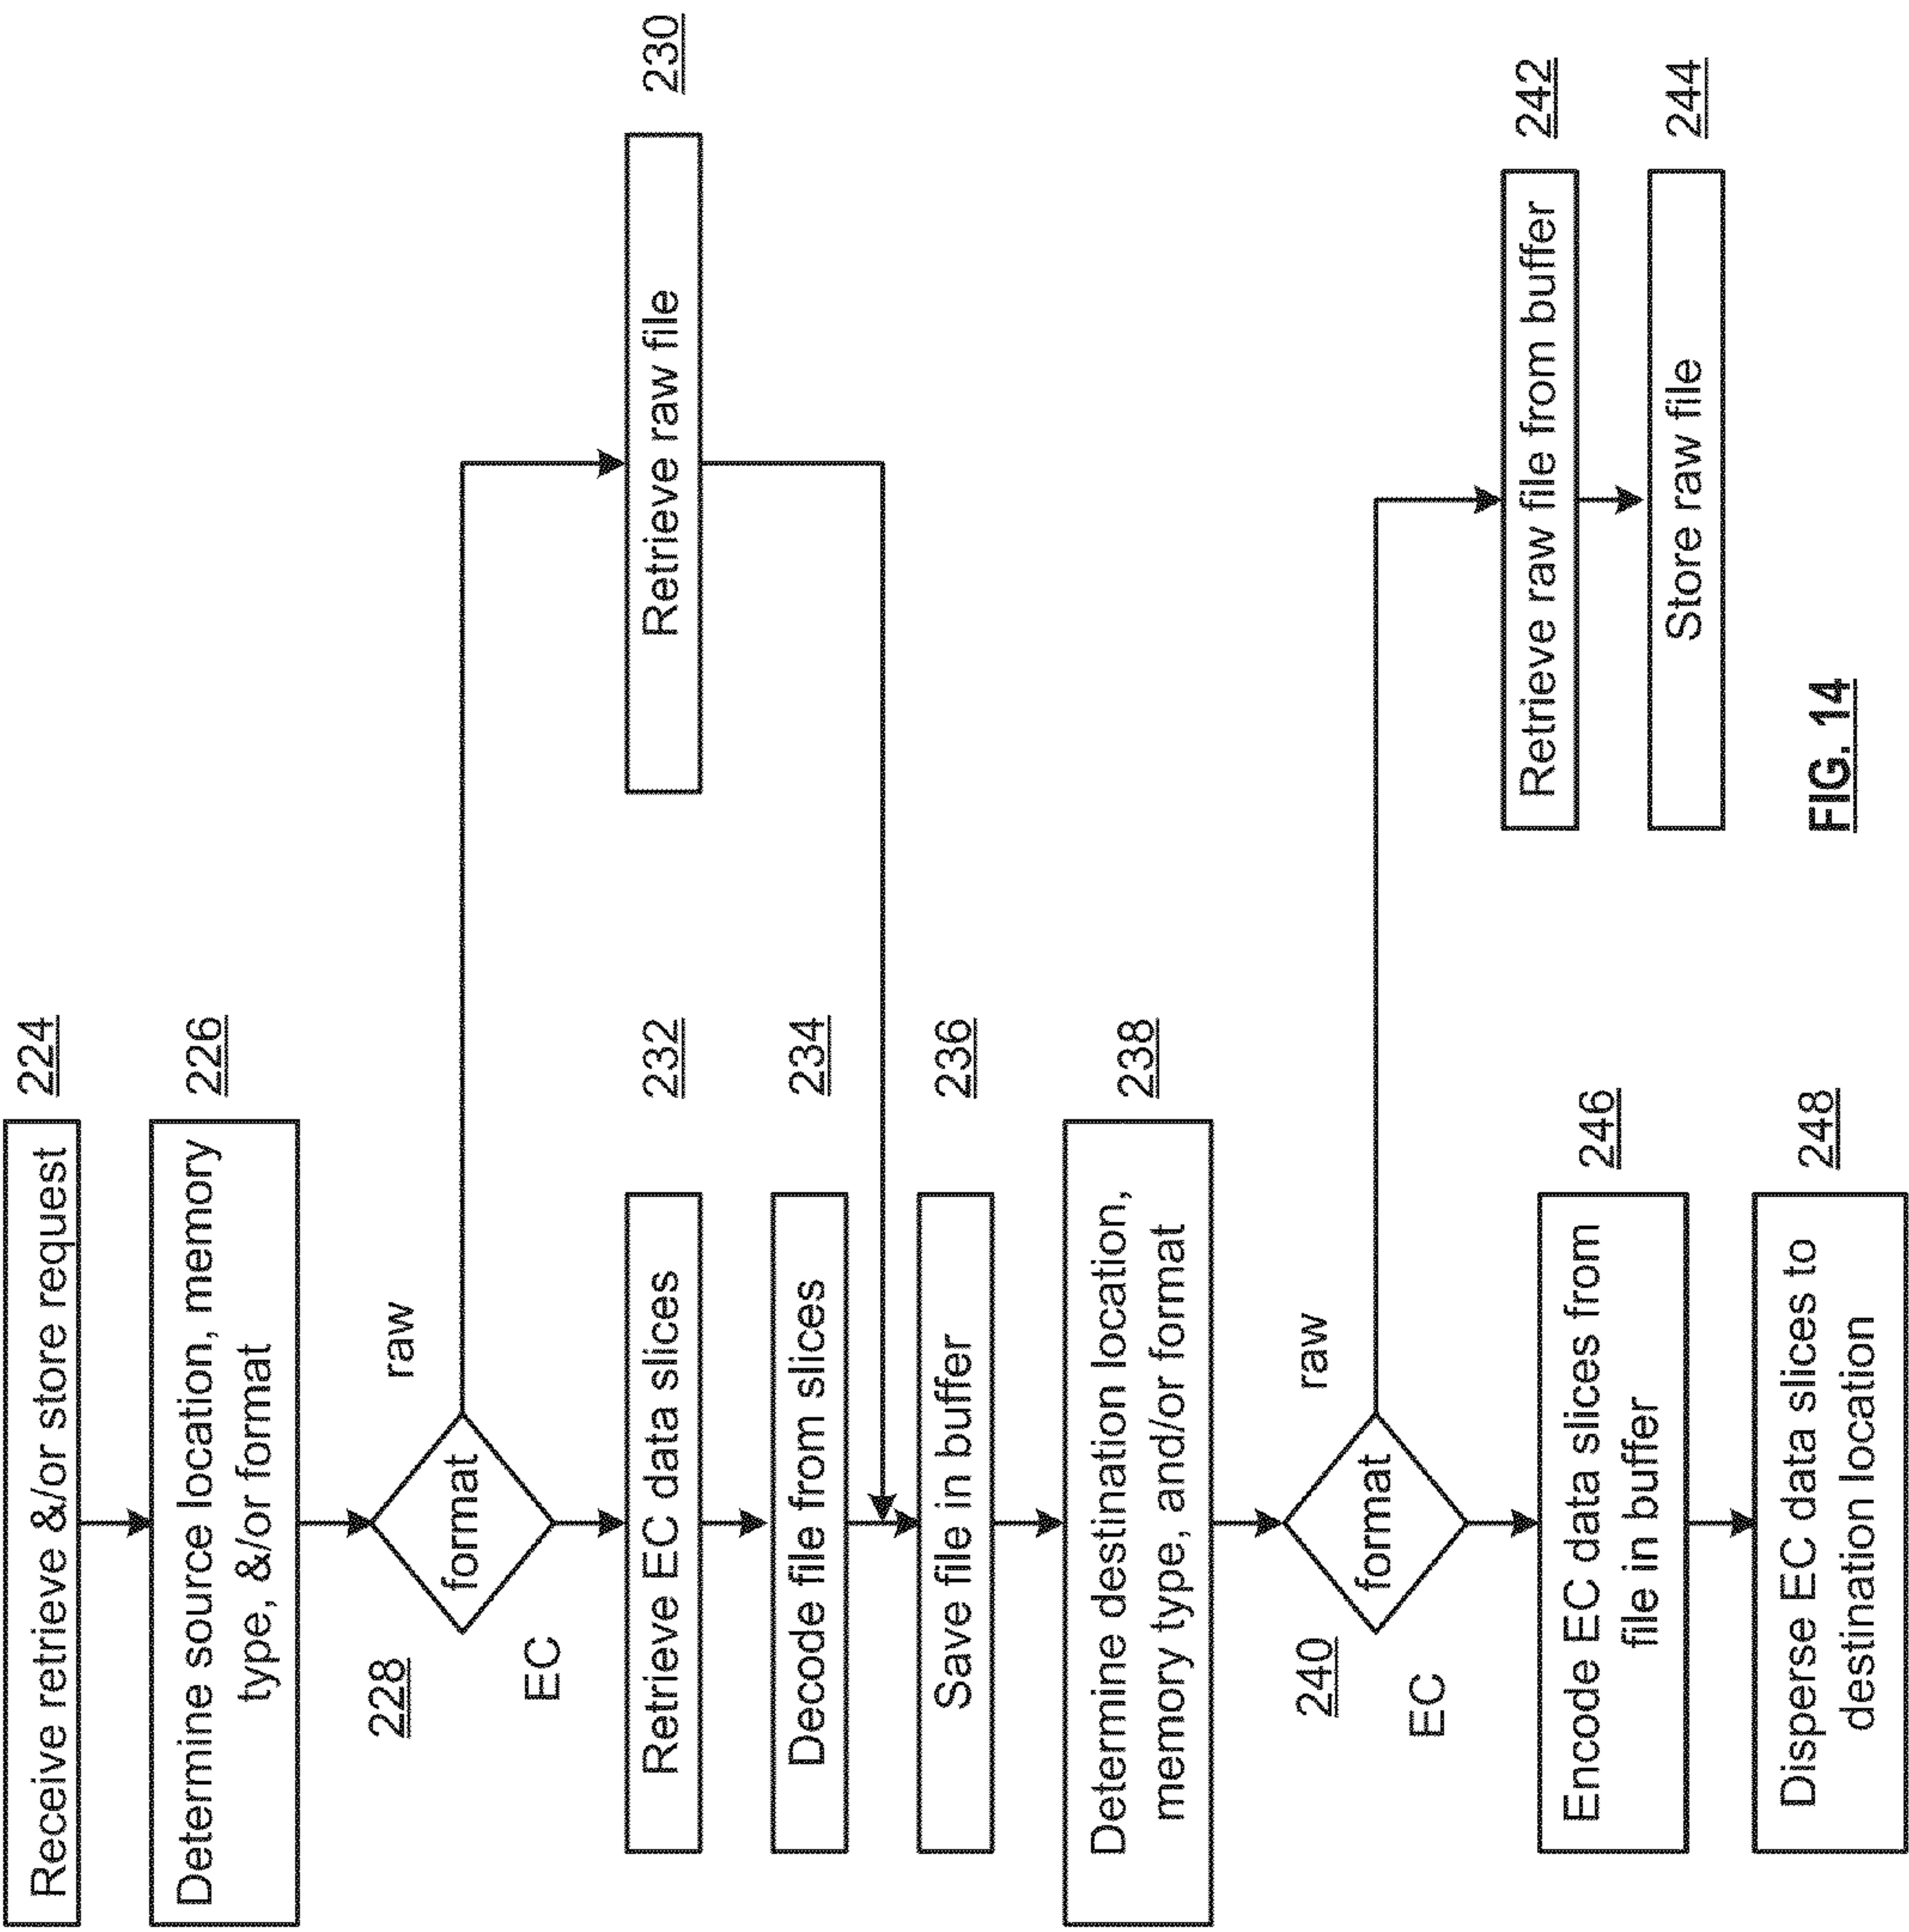 Receive retrieve &/or store request
224
Determine source location, memory
type, &/or format
226
228
format
raw
EC
Retrieve raw file
230
Retrieve EC data slices
232
Decode file from slices
234
Save file in buffer
236
Determine destination location,
memory type, and/or format
238
240
format
raw
EC
Retrieve raw file from buffer
242
Store raw file
244
Encode EC data slices from
file in buffer
246
Disperse EC data slices to
destination location
248
FIG. 14